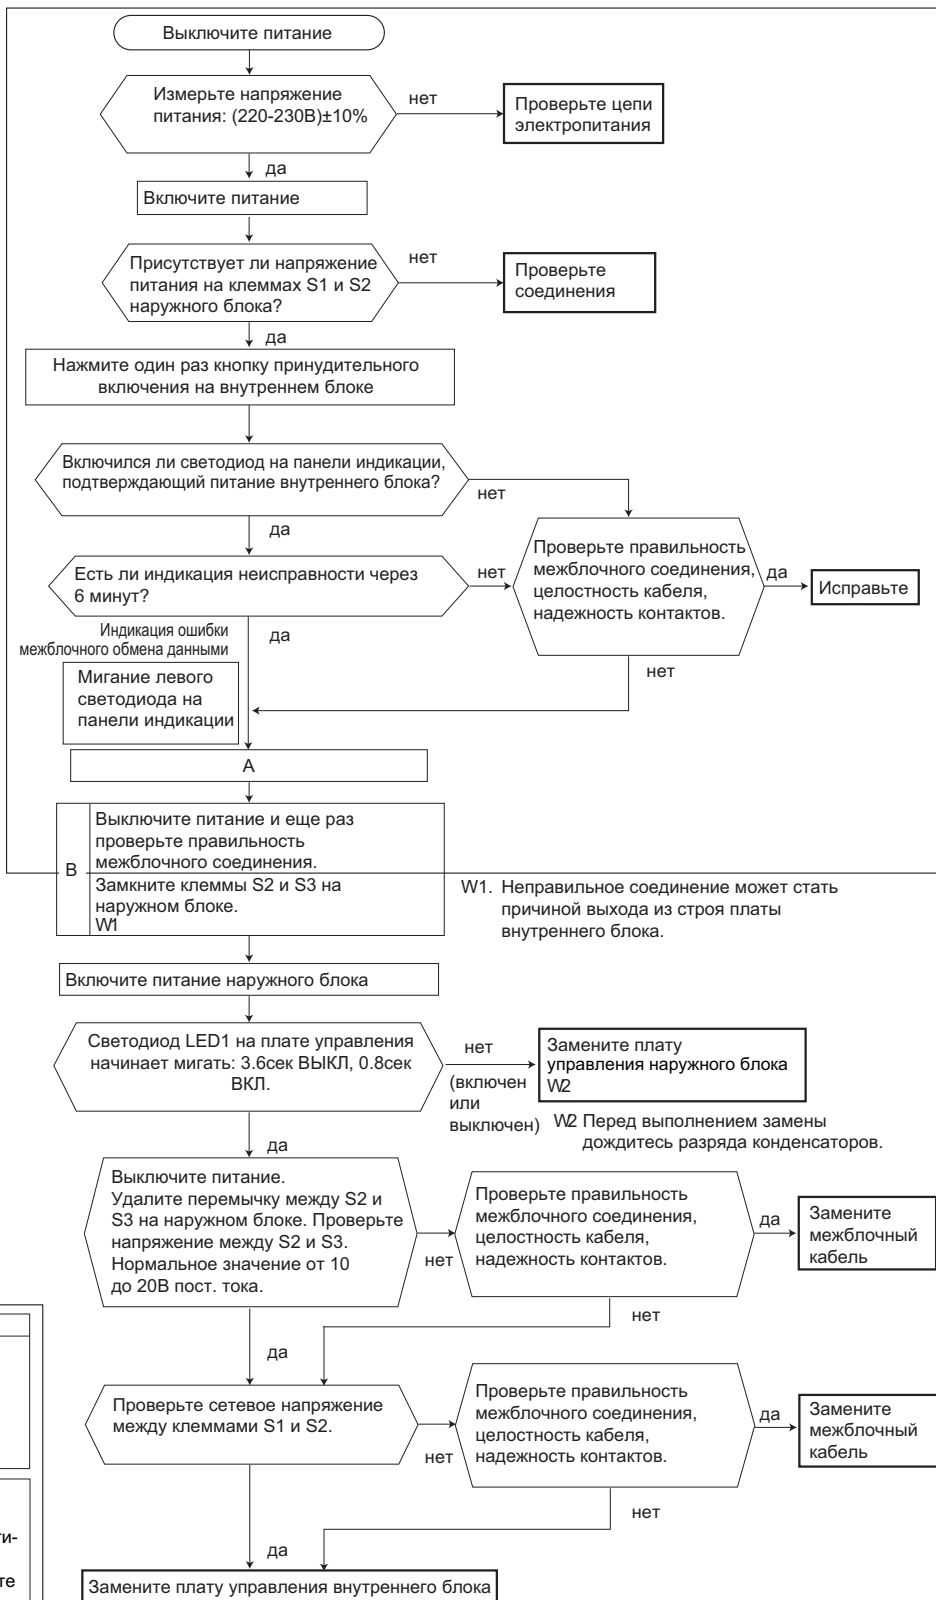 Выключите питание
Измерьте напряжение
питания: (220-230В)±10%
нет
Проверьте цепи
электропитания
да
Включите питание
Присутствует ли напряжение
питания на клеммах S1 и S2
наружного блока?
нет
Проверьте
соединения
да
Нажмите один раз кнопку принудительного
включения на внутреннем блоке
Включился ли светодиод на панели индикации,
подтверждающий питание внутреннего блока?
нет
да
Проверьте правильность
межблочного соединения,
целостность кабеля,
надежность контактов.
да
Исправьте
Есть ли индикация неисправности через
6 минут?
нет
Индикация ошибки
межблочного обмена данными
да
нет
Мигание левого
светодиода на
панели индикации
A
B
Выключите питание и еще раз
проверьте правильность
межблочного соединения.
Замкните клеммы S2 и S3 на
наружном блоке.
W1
W1. Неправильное соединение может стать
причиной выхода из строя платы
внутреннего блока.
Включите питание наружного блока
Светодиод LED1 на плате управления
начинает мигать: 3.6сек ВЫКЛ, 0.8сек
ВКЛ.
нет
(включен
или
выключен)
Замените плату
управления наружного блока
W2
W2 Перед выполнением замены
дождитесь разряда конденсаторов.
да
Выключите питание.
Удалите перемычку между S2 и
S3 на наружном блоке. Проверьте
напряжение между S2 и S3.
Нормальное значение от 10
до 20В пост. тока.
нет
Проверьте правильность
межблочного соединения,
целостность кабеля,
надежность контактов.
да
Замените
межблочный
кабель
нет
да
Проверьте сетевое напряжение
между клеммами S1 и S2.
нет
Проверьте правильность
межблочного соединения,
целостность кабеля,
надежность контактов.
да
Замените
межблочный
кабель
нет
да
Замените плату управления внутреннего блока
ти-
те